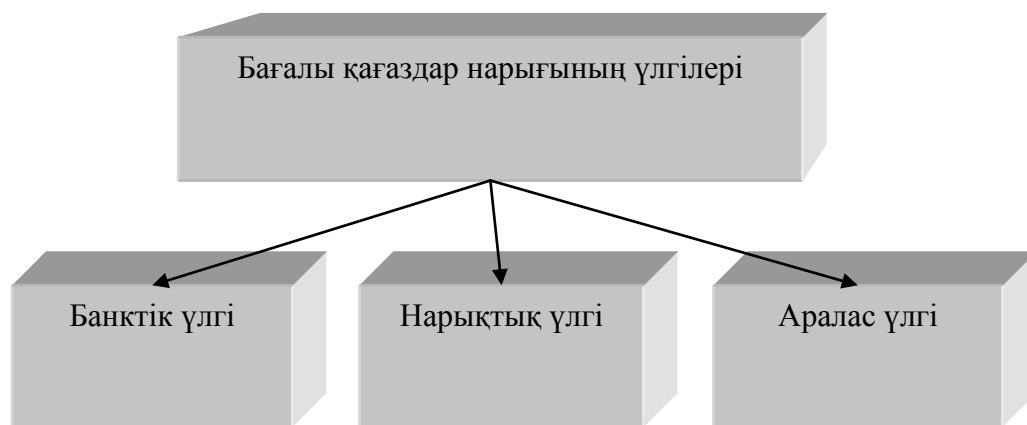 Бағалы қағаздар нарығының үлгілері
Банктік үлгі
Нарықтық үлгі
Аралас үлгі